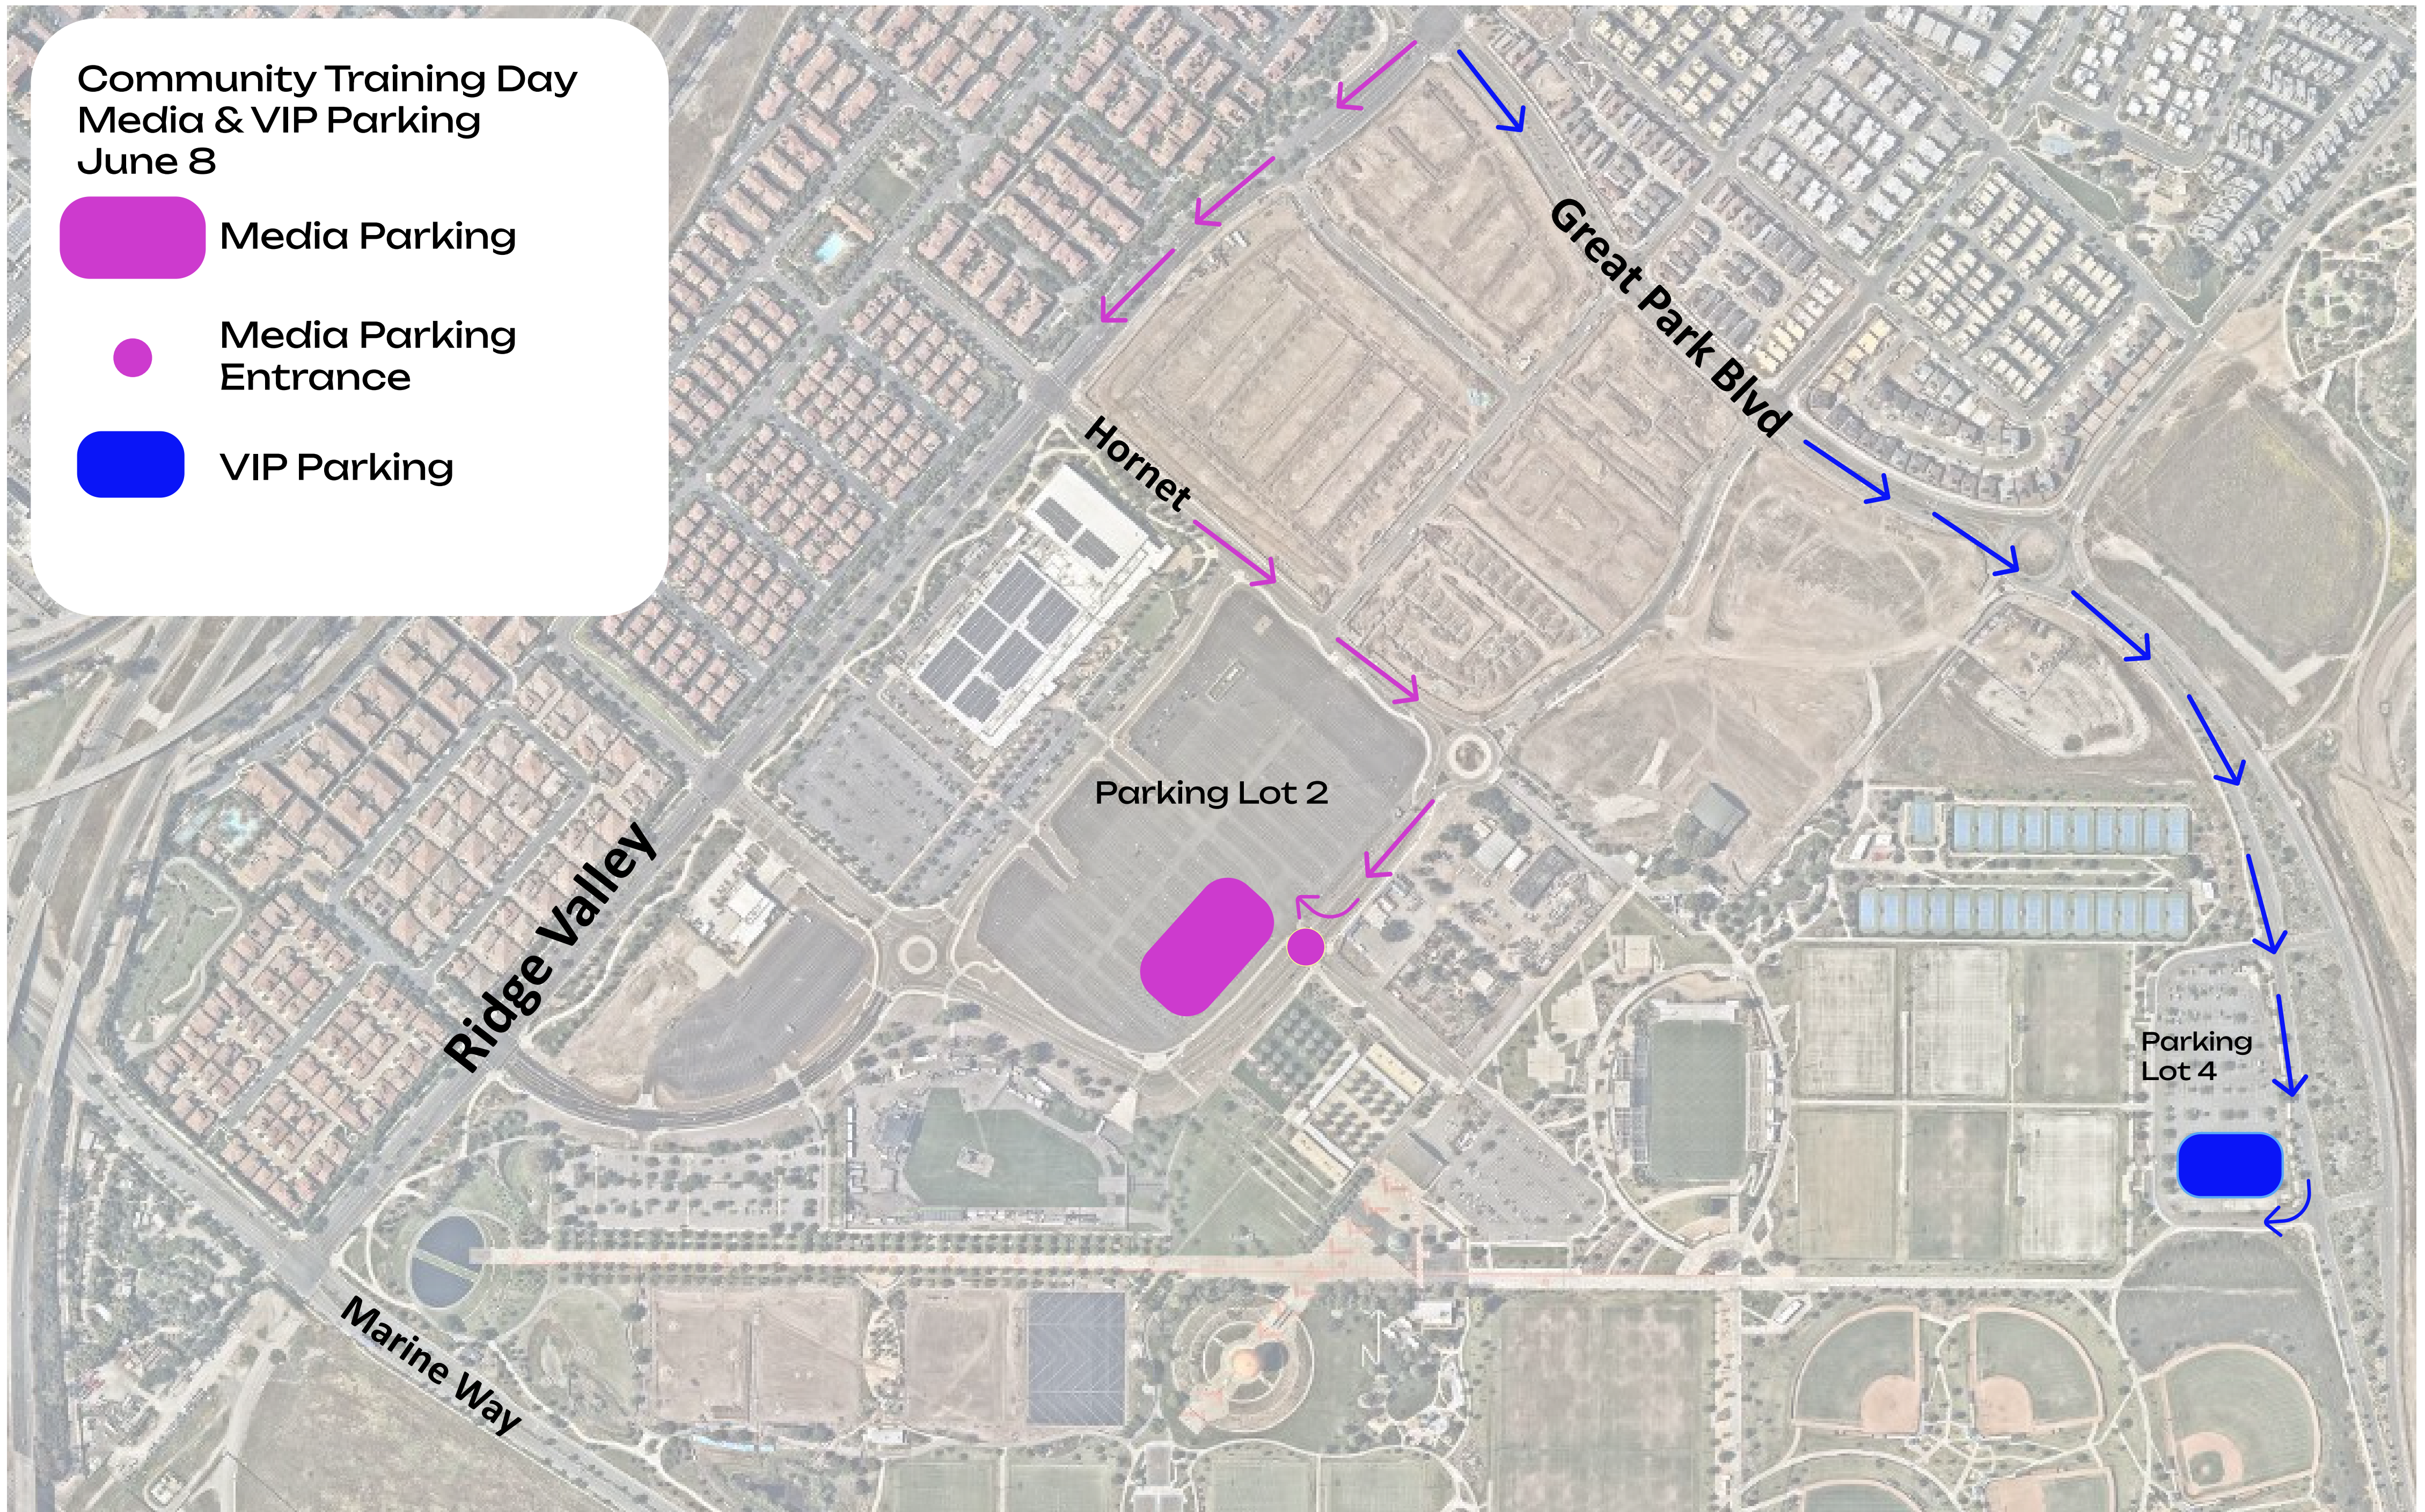 Community Training Day
Media & VIP Parking
June 8
Media Parking
Media Parking
Entrance
VIP Parking
Great Park Blvd
Hornet
Parking Lot 2
Ridge Valley
Parking
Lot 4
Marine Way